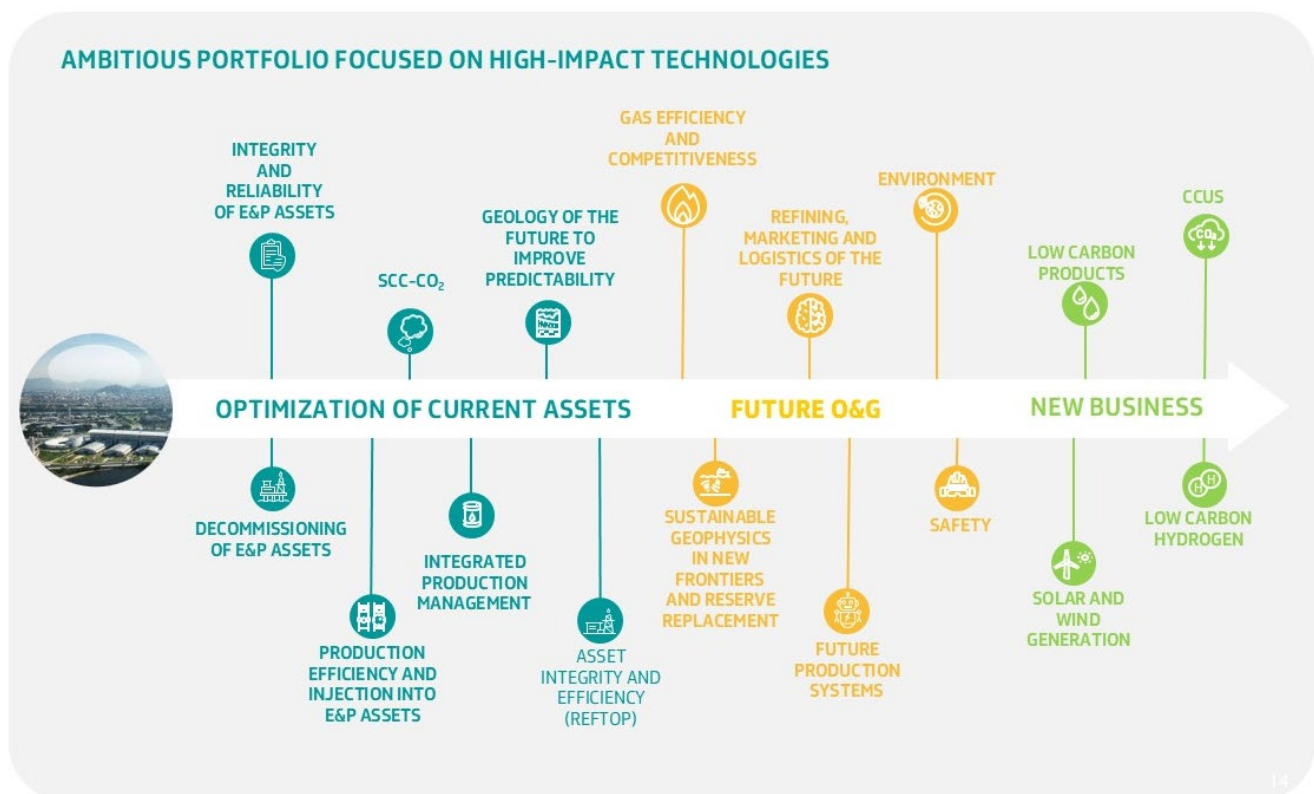 AMBITIOUS PORTFOLIO FOCUSED ON HIGH-IMPACT TECHNOLOGIES
INTEGRITY
AND
RELIABILITY
OF E&P ASSETS
SCC-CO₂
GEOLOGY OF THE
FUTURE TO
IMPROVE
PREDICTABILITY
GAS EFFICIENCY
AND
COMPETITIVENESS
REFINING,
MARKETING AND
LOGISTICS OF THE
FUTURE
ENVIRONMENT
LOW CARBON
PRODUCTS
CCUS
CO₂
OPTIMIZATION OF CURRENT ASSETS
FUTURE O&G
NEW BUSINESS
DECOMMISSIONING
OF E&P ASSETS
PRODUCTION
EFFICIENCY AND
INJECTION INTO
E&P ASSETS
INTEGRATED
PRODUCTION
MANAGEMENT
ASSET
INTEGRITY AND
EFFICIENCY
(REFTOP)
SUSTAINABLE
GEOPHYSICS
IN NEW
FRONTIERS
AND RESERVE
REPLACEMENT
FUTURE
PRODUCTION
SYSTEMS
SAFETY
SOLAR AND
WIND
GENERATION
H H
LOW CARBON
HYDROGEN
14